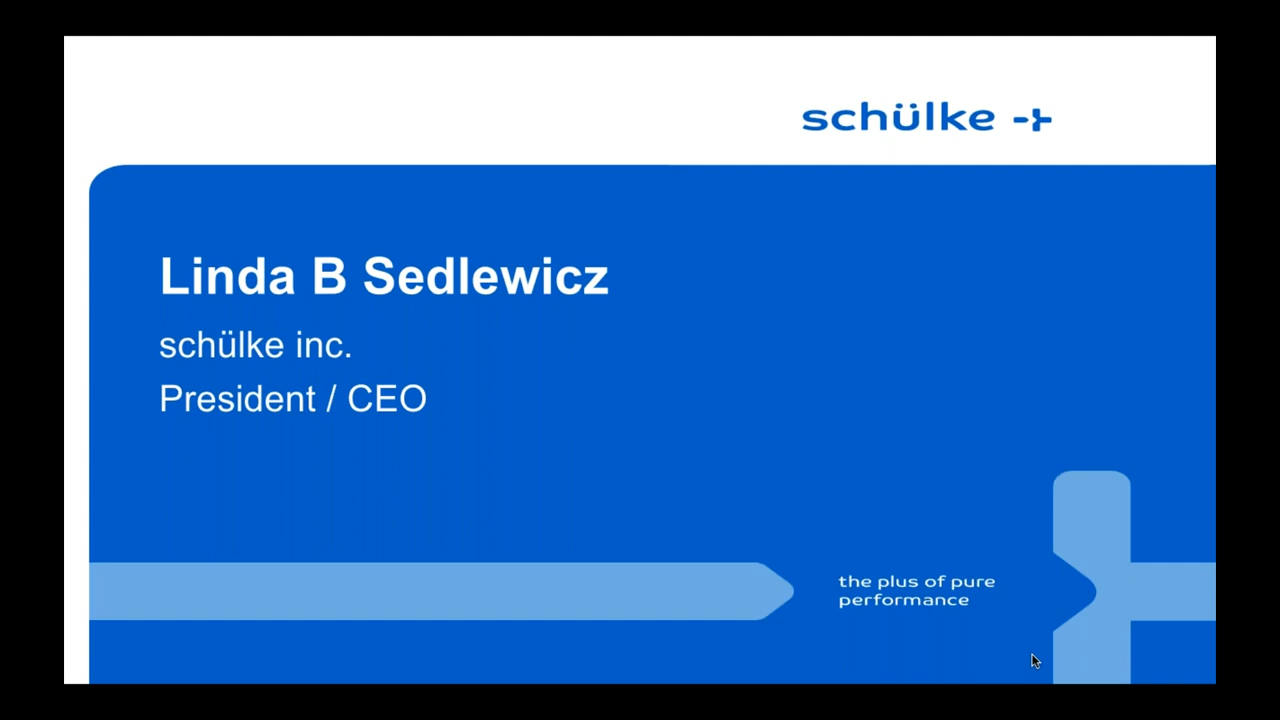 schülke
Linda B Sedlewicz
schülke inc.
President / CEO
the plus of pure
performance